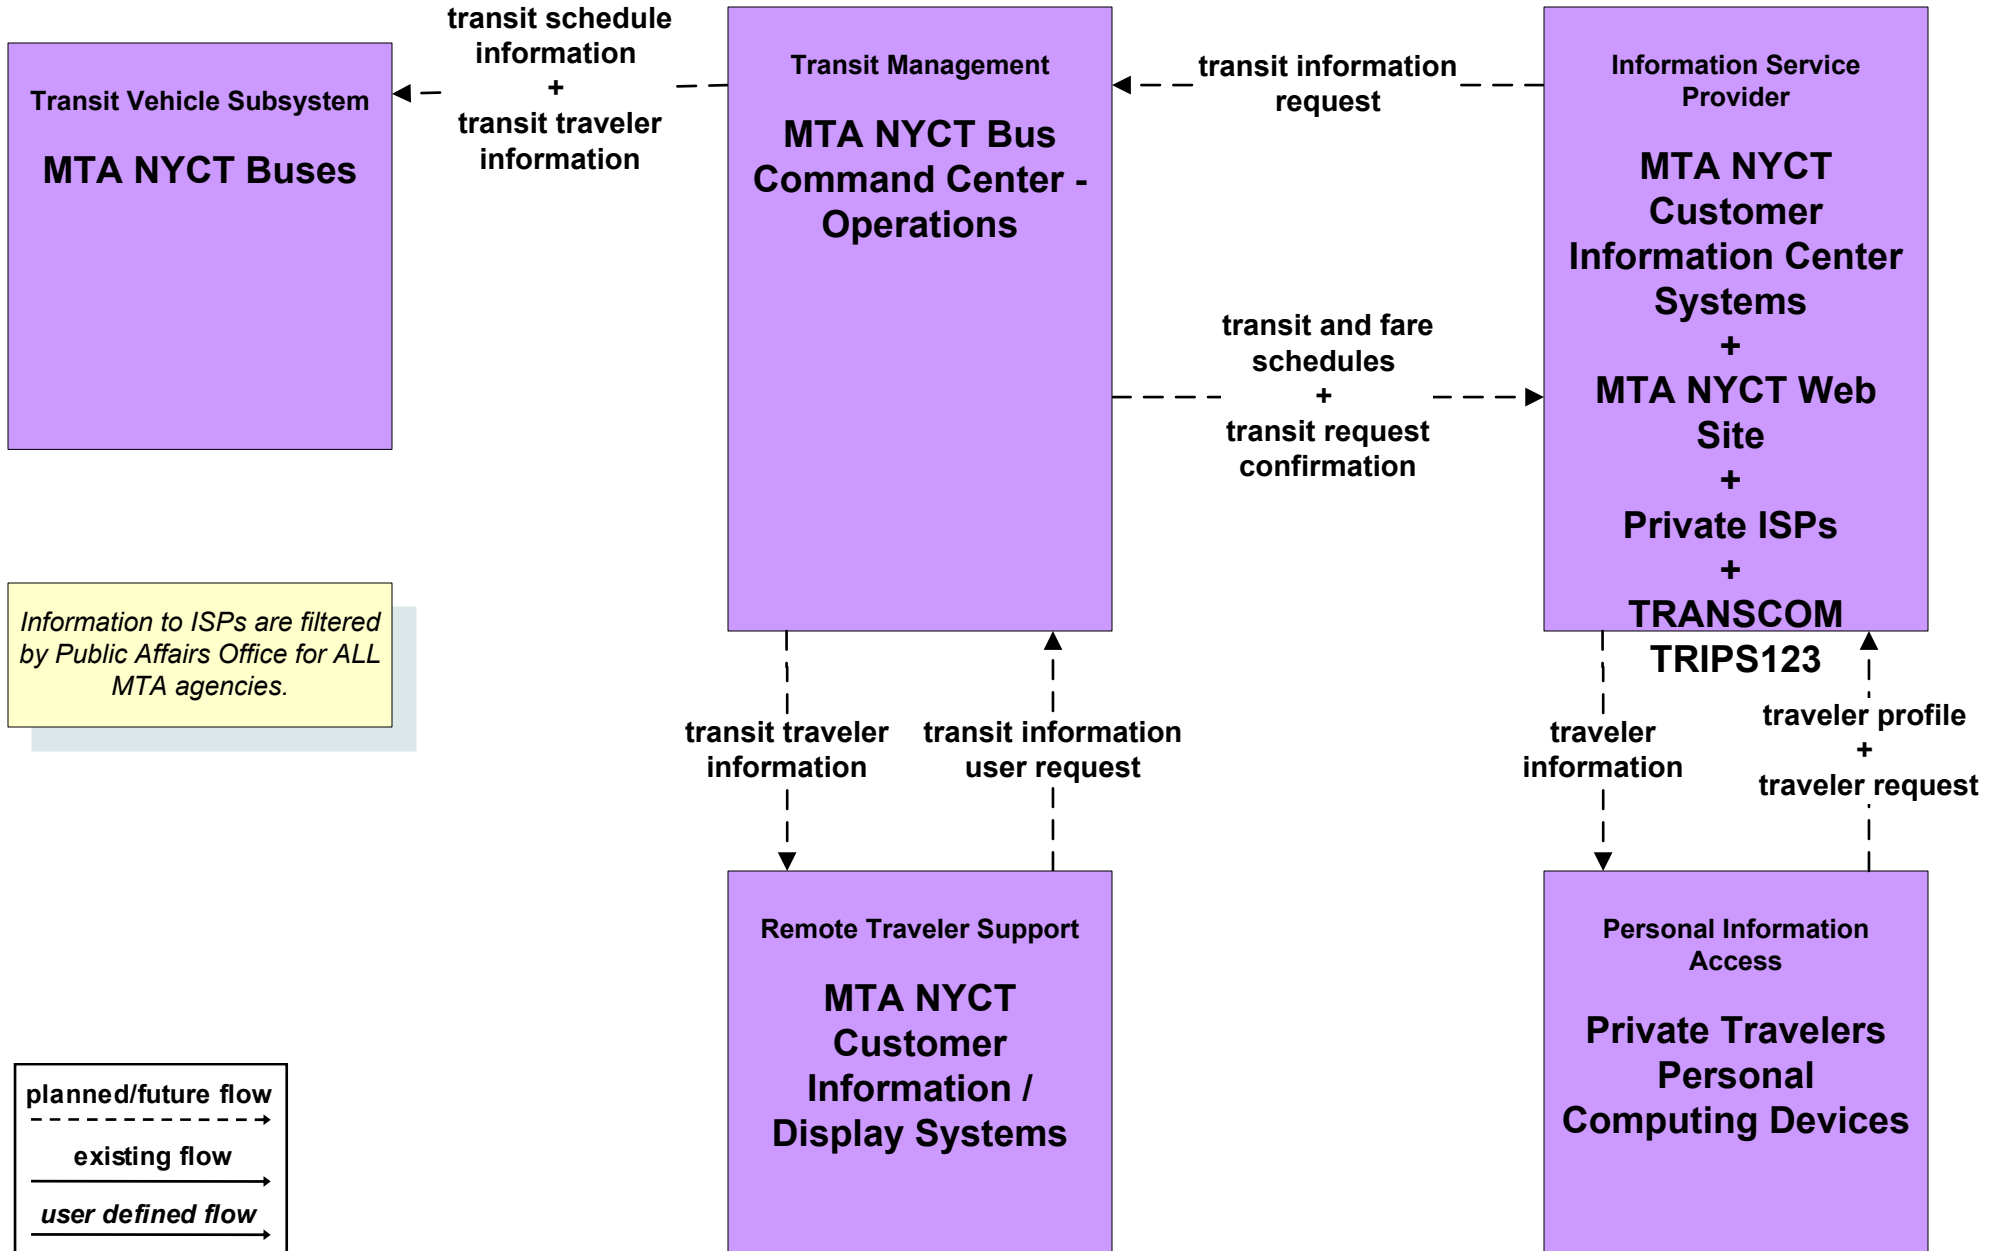 transit schedule
information
+
transit traveler
information
Transit Vehicle Subsystem
MTA NYCT Buses
Transit Management
MTA NYCT Bus
Command Center -
Operations
transit information
request
Information Service
Provider
MTA NYCT
Customer
Information Center
Systems
+
MTA NYCT Web
Site
+
Private ISPs
+
TRANSCOM
TRIPS123
transit and fare
schedules
+
transit request
confirmation
Information to ISPs are filtered
by Public Affairs Office for ALL
MTA agencies.
transit traveler
information
transit information
user request
traveler
information
traveler profile
+
traveler request
Remote Traveler Support
MTA NYCT
Customer
Information /
Display Systems
Personal Information
Access
Private Travelers
Personal
Computing Devices
planned/future flow
existing flow
user defined flow